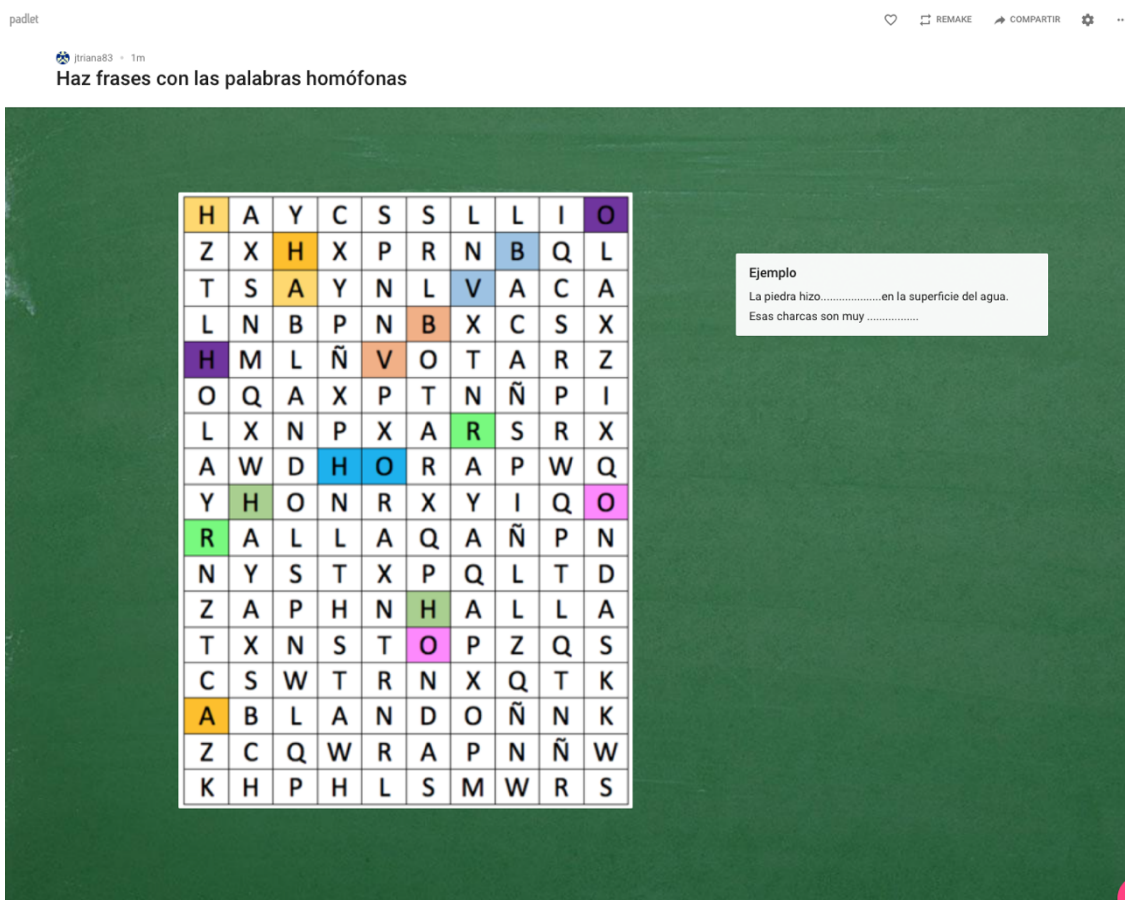 padlet
REMAKE COMPARTIR
jtriana83 • 1m
Haz frases con las palabras homófonas
H A Y C S S L L I O
Z X H X P R N B Q L
T S A Y N L V A C A
L N B P N B X C S X
H M L Ñ V O T A R Z
O Q A X P T N Ñ P I
L X N P X A R S R X
A W D H O R A P W Q
Y H O N R X Y I Q O
R A L L A Q A Ñ P N
N Y S T X P Q L T D
Z A P H N H A L L A
T X N S T O P Z Q S
C S W T R N X Q T K
A B L A N D O Ñ N K
Z C Q W R A P N Ñ W
K H P H L S M W R S
Ejemplo
La piedra hizo....................en la superficie del agua.
Esas charcas son muy .................